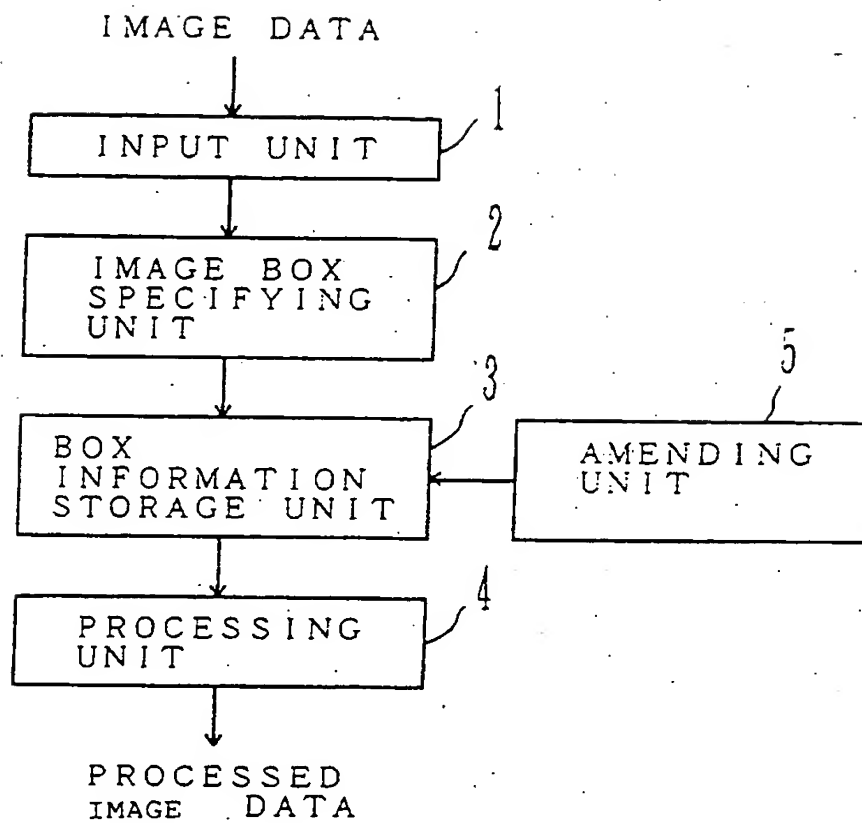 IMAGE DATA
1
INPUT UNIT
2
IMAGE BOX
SPECIFYING
UNIT
3
BOX
INFORMATION
STORAGE UNIT
5
AMENDING
UNIT
4
PROCESSING
UNIT
PROCESSED
IMAGE DATA